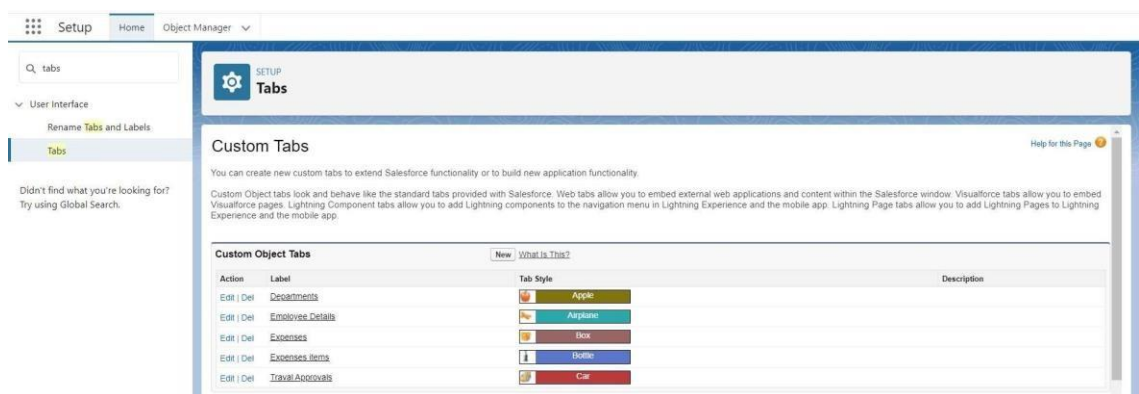 Setup
Home
Object Manager
tabs
User Interface
Rename Tabs and Labels
Tabs
Didn't find what you're looking for?
Try using Global Search.
SETUP
Tabs
Custom Tabs
Help for this Page
You can create new custom tabs to extend Salesforce functionality or to build new application functionality.
Custom Object tabs look and behave like the standard tabs provided with Salesforce. Web tabs allow you to embed external web applications and content within the Salesforce window. Visualforce tabs allow you to embed
Visualforce pages. Lightning Component tabs allow you to add Lightning components to the navigation menu in Lightning Experience and the mobile app. Lightning Page tabs allow you to add Lightning Pages to Lightning
Experience and the mobile app.
Custom Object Tabs New What Is This?
Action Label Tab Style Description
Edit | Del Departments Apple
Edit | Del Employee Details Airplane
Edit | Del Expenses Box
Edit | Del Expenses Items Bottle
Edit | Del Traval Approvals Car